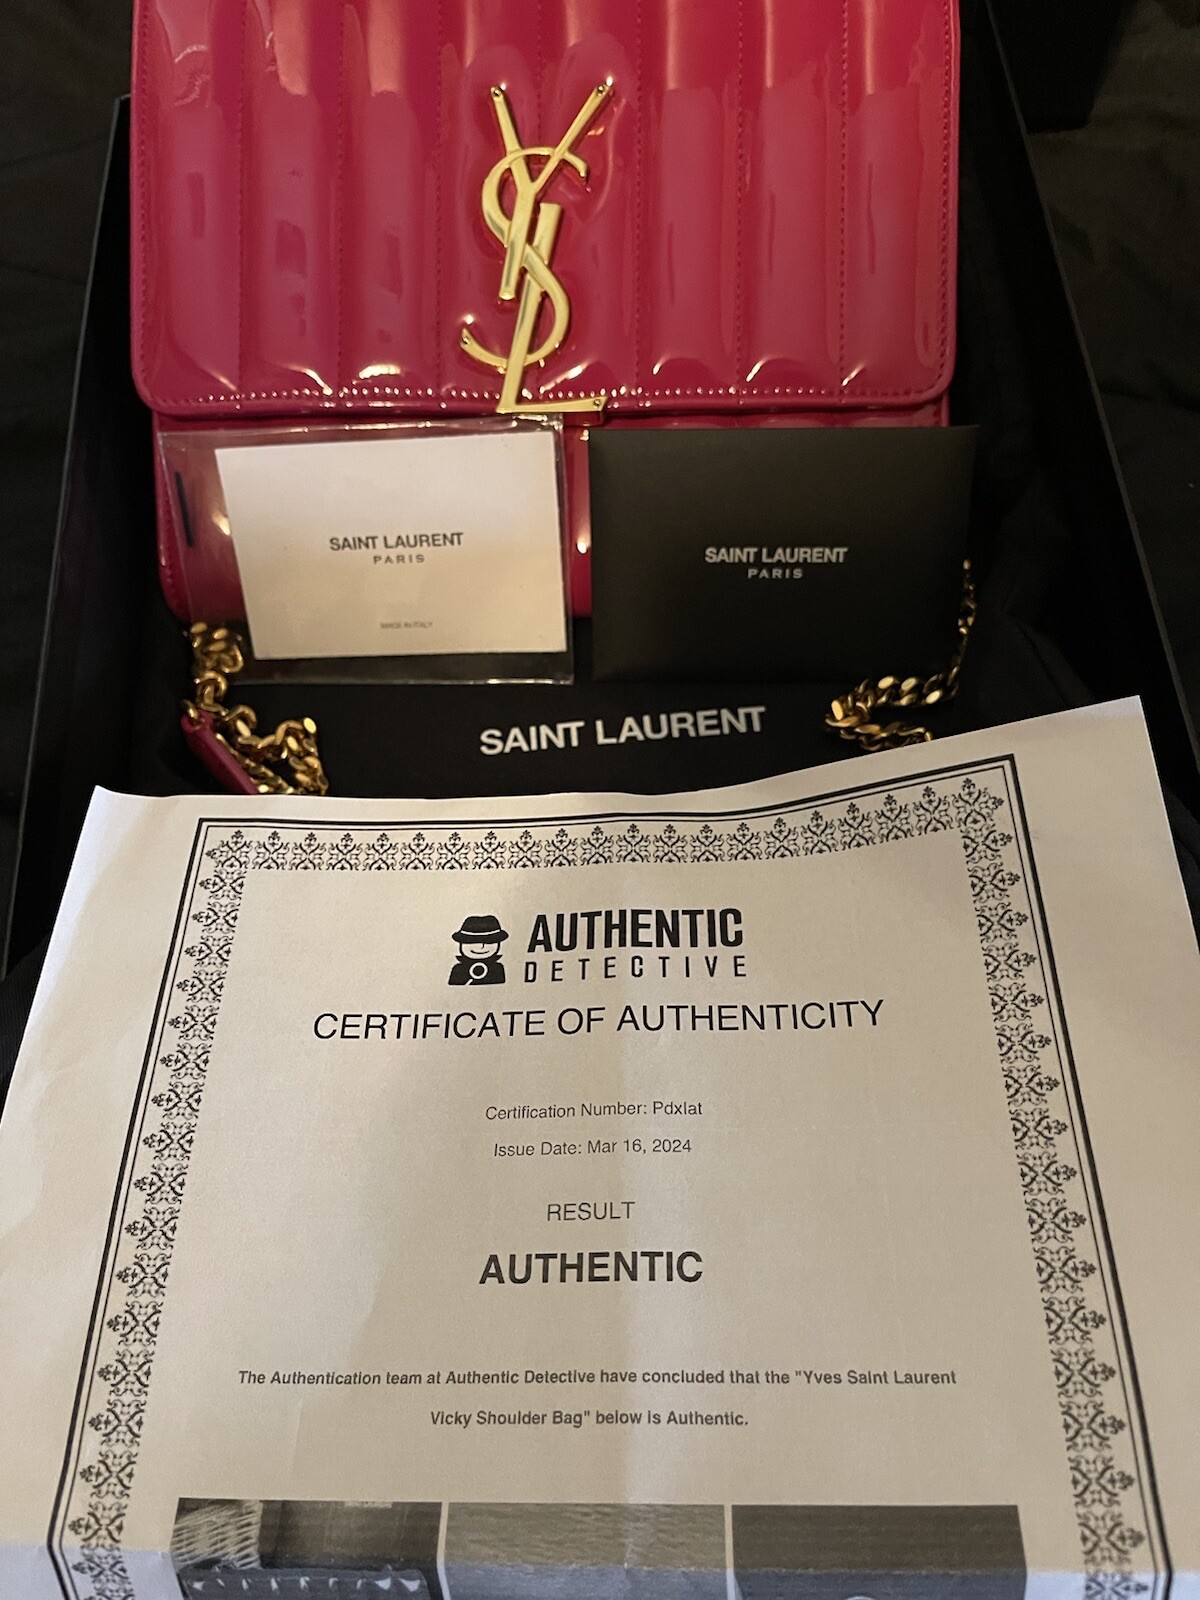 YSL
SAINT LAURENT
PARIS
MADE IN ITALY
SAINT LAURENT
PARIS
SAINT LAURENT
AUTHENTIC
DETECTIVE
CERTIFICATE OF AUTHENTICITY
Certification Number: Pdxlat
Issue Date: Mar 16, 2024
RESULT
AUTHENTIC
The Authentication team at Authentic Detective have concluded that the "Yves Saint Laurent
Vicky Shoulder Bag" below is Authentic.